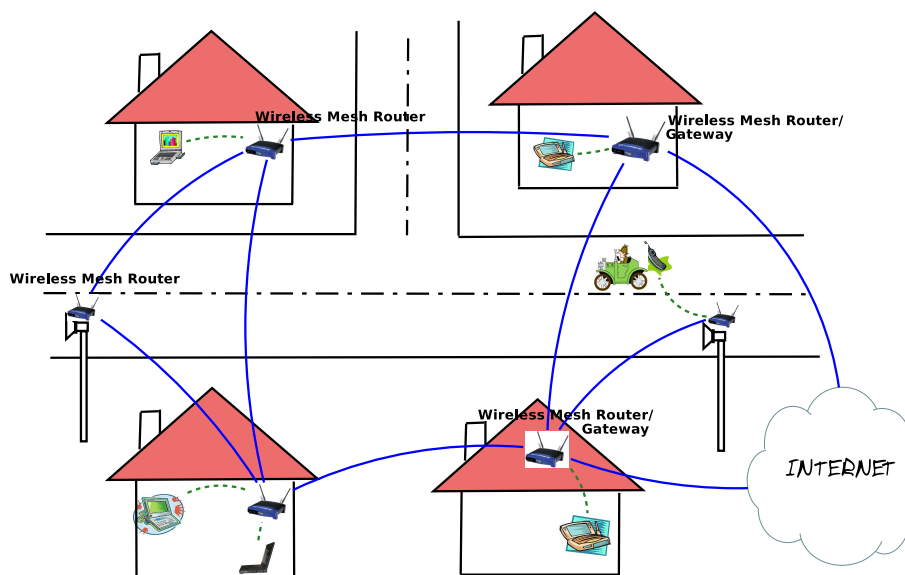 Wireless Mesh Router
Wireless Mesh Router/
Gateway
Wireless Mesh Router
Wireless Mesh Router/
Gateway
INTERNET